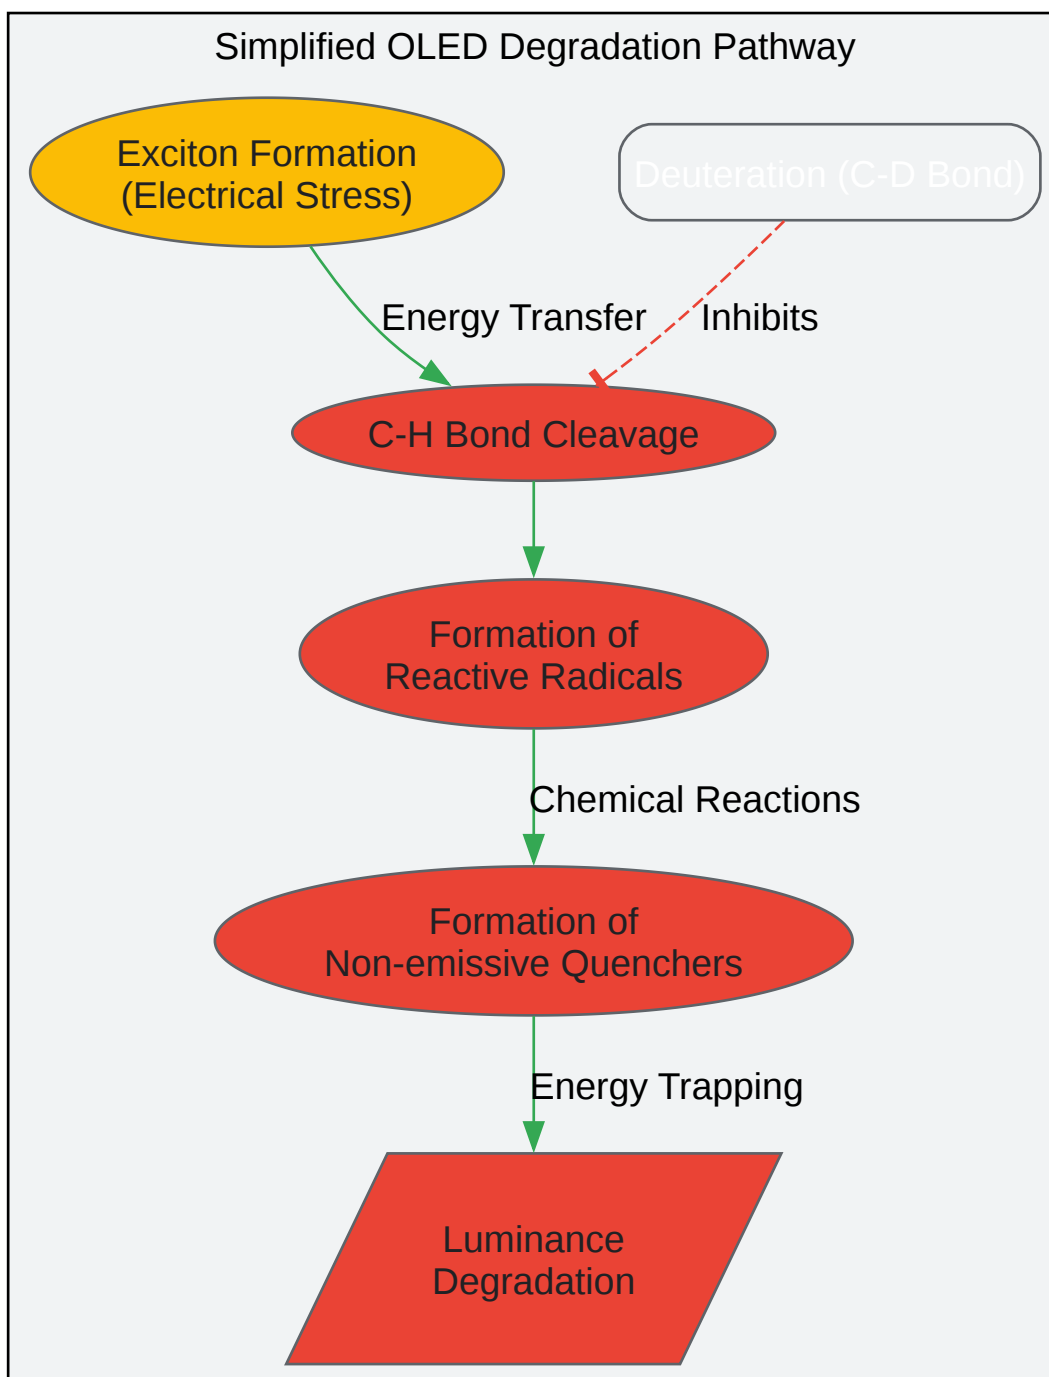 Simplified OLED Degradation Pathway
Exciton Formation
(Electrical Stress)
Deuteration (C-D Bond)
Energy Transfer
Inhibits
C-H Bond Cleavage
Formation of
Reactive Radicals
Chemical Reactions
Formation of
Non-emissive Quenchers
Energy Trapping
Luminance
Degradation